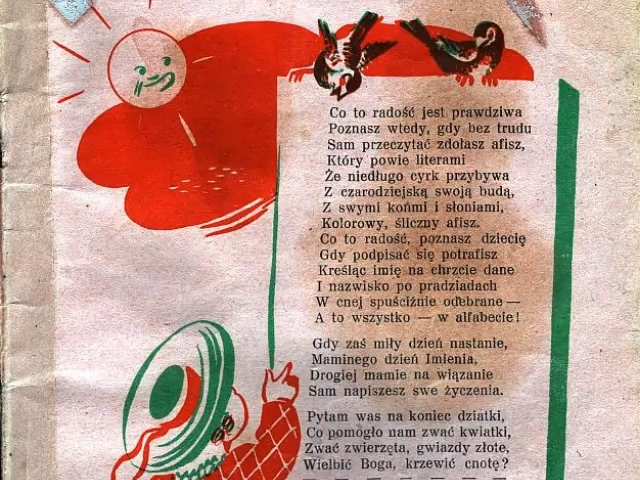 Co to radość jest prawdziwa
Poznasz wtedy, gdy bez trudu
Sam przeczytać zdołasz afisz,
Który powie literami
Że niedługo cyrk przybywa
Z czarodziejską swoją budą,
Z swymi końmi i słoniami,
Kolorowy, śliczny afisz.
Co to radość, poznasz dziecię
Gdy podpisać się potrafisz
Kreśląc imię na chrzcie dane
I nazwisko po pradziadach
W cnej spuściźnie odebrane —
A to wszystko — w alfabecie!
Gdy zaś miły dzień nastanie,
Maminego dzień Imienia,
Drogiej mamie na wiązanie
Sam napiszesz swe życzenia.
Pytam was na koniec dziatki,
Co pomogło nam zwać kwiatki,
Zwać zwierzęta, gwiazdy złote,
Wielbić Boga, krzewić cnotę?